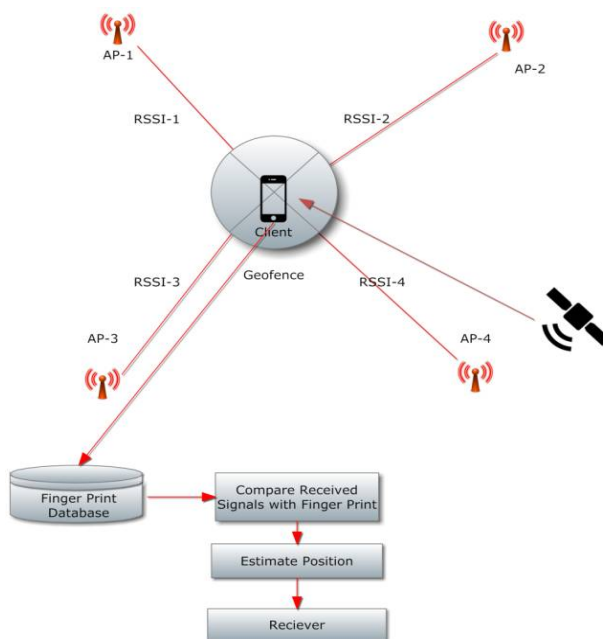 AP-1
AP-2
RSSI-1
RSSI-2
Client
Geofence
RSSI-3
RSSI-4
AP-3
AP-4
Finger Print
Database
Compare Received
Signals with Finger Print
Estimate Position
Reciever